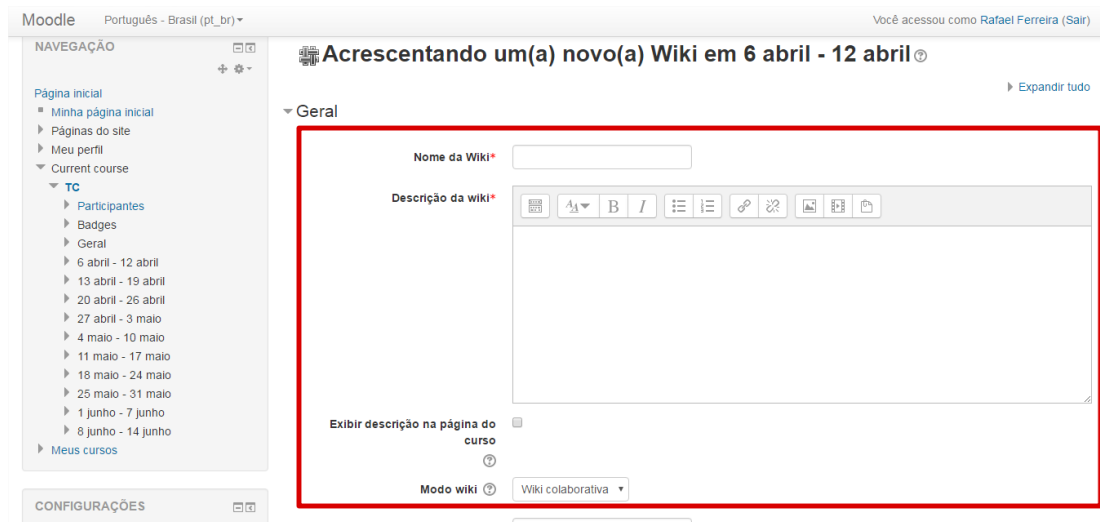 Moodle Português - Brasil (pt_br)
Você acessou como Rafael Ferreira (Sair)
NAVEGAÇÃO
Página inicial
Minha página inicial
Páginas do site
Meu perfil
Current course
TC
Participantes
Badges
Geral
6 abril - 12 abril
13 abril - 19 abril
20 abril - 26 abril
27 abril - 3 maio
4 maio - 10 maio
11 maio - 17 maio
18 maio - 24 maio
25 maio - 31 maio
1 junho - 7 junho
8 junho - 14 junho
Meus cursos
CONFIGURAÇÕES
Acrescentando um(a) novo(a) Wiki em 6 abril - 12 abril
Expandir tudo
Geral
Nome da Wiki*
Descrição da wiki*
B I
Exibir descrição na página do
curso
Modo wiki Wiki colaborativa